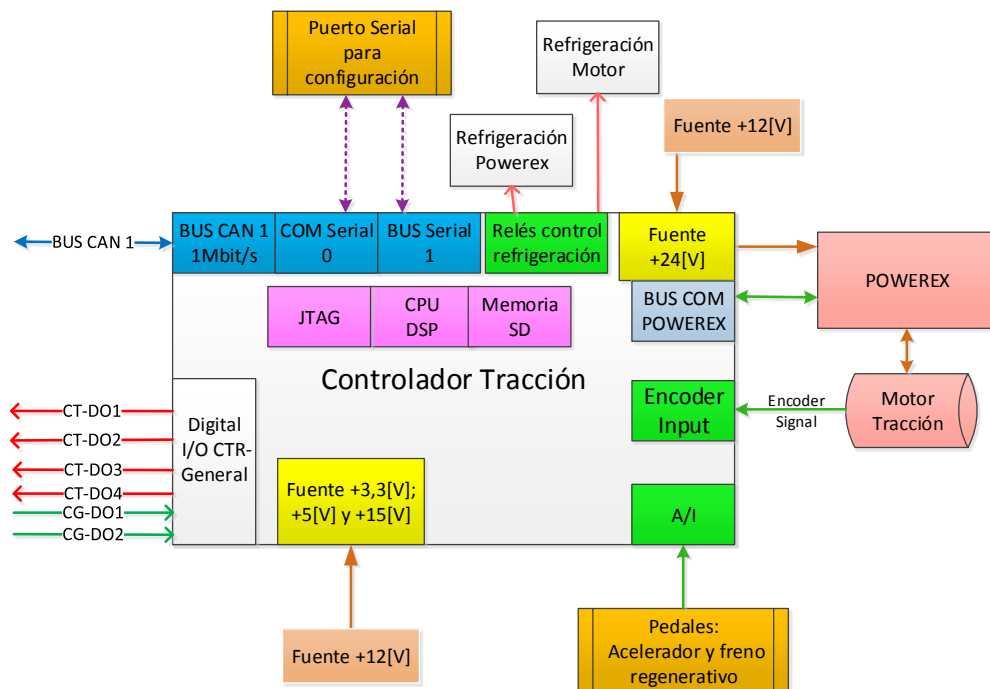 Puerto Serial
para
configuración
Refrigeración
Motor
Refrigeración
Powerex
Fuente +12[V]
BUS CAN 1
BUS CAN 1
1Mbit/s
COM Serial
0
BUS Serial
1
Relés control
refrigeración
Fuente
+24[V]
POWEREX
BUS COM
POWEREX
JTAG
CPU
DSP
Memoria
SD
Controlador Tracción
Encoder
Input
Encoder
Signal
Motor
Tracción
CT-DO1
CT-DO2
CT-DO3
CT-DO4
CG-DO1
CG-DO2
Digital
I/O CTR-
General
Fuente +3,3[V];
+5[V] y +15[V]
A/I
Fuente +12[V]
Pedales:
Acelerador y freno
regenerativo